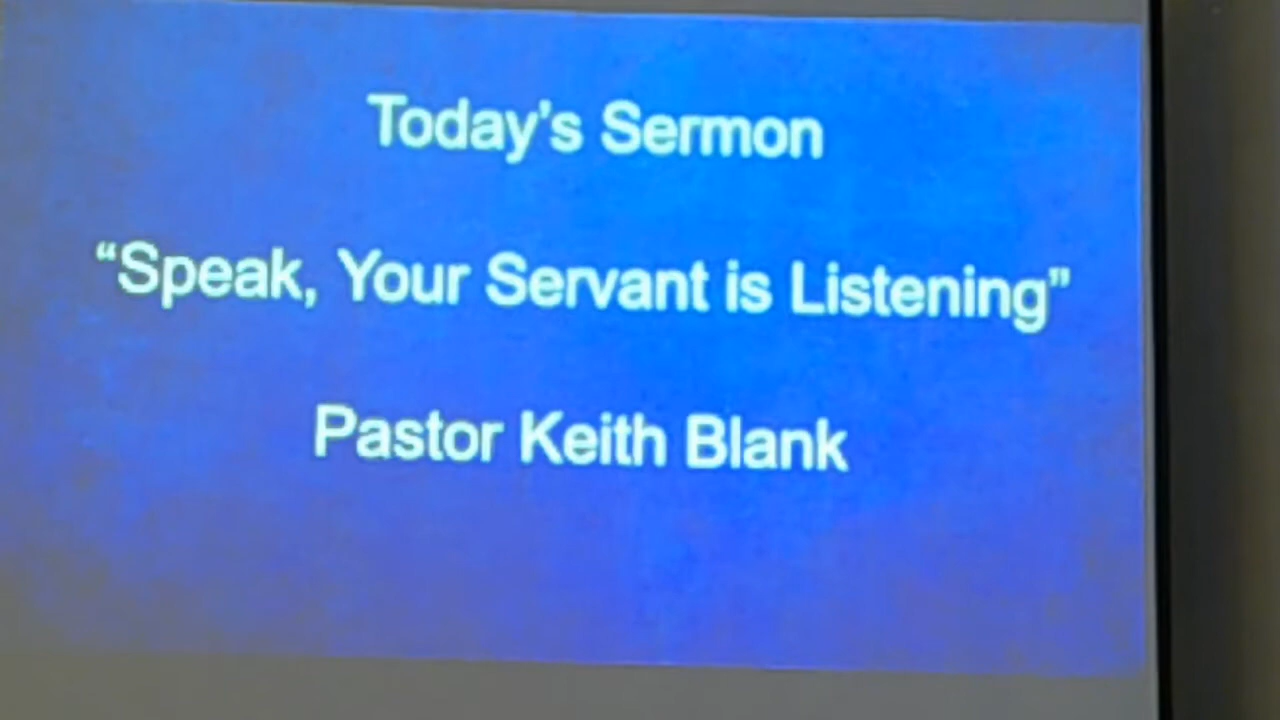 Today’s Sermon
“Speak, Your Servant is Listening”
Pastor Keith Blank